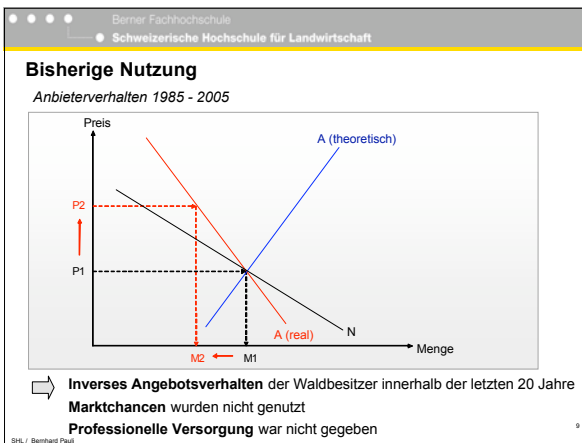 Berner Fachhochschule
Schweizerische Hochschule für Landwirtschaft
Bisherige Nutzung
Anbieterverhalten 1985 - 2005
Preis
A (theoretisch)
P2
P1
A (real)
N
Menge
M2
M1
Inverses Angebotsverhalten der Waldbesitzer innerhalb der letzten 20 Jahre
Marktchancen wurden nicht genutzt
Professionelle Versorgung war nicht gegeben
9
SHL / Bernhard Pauli